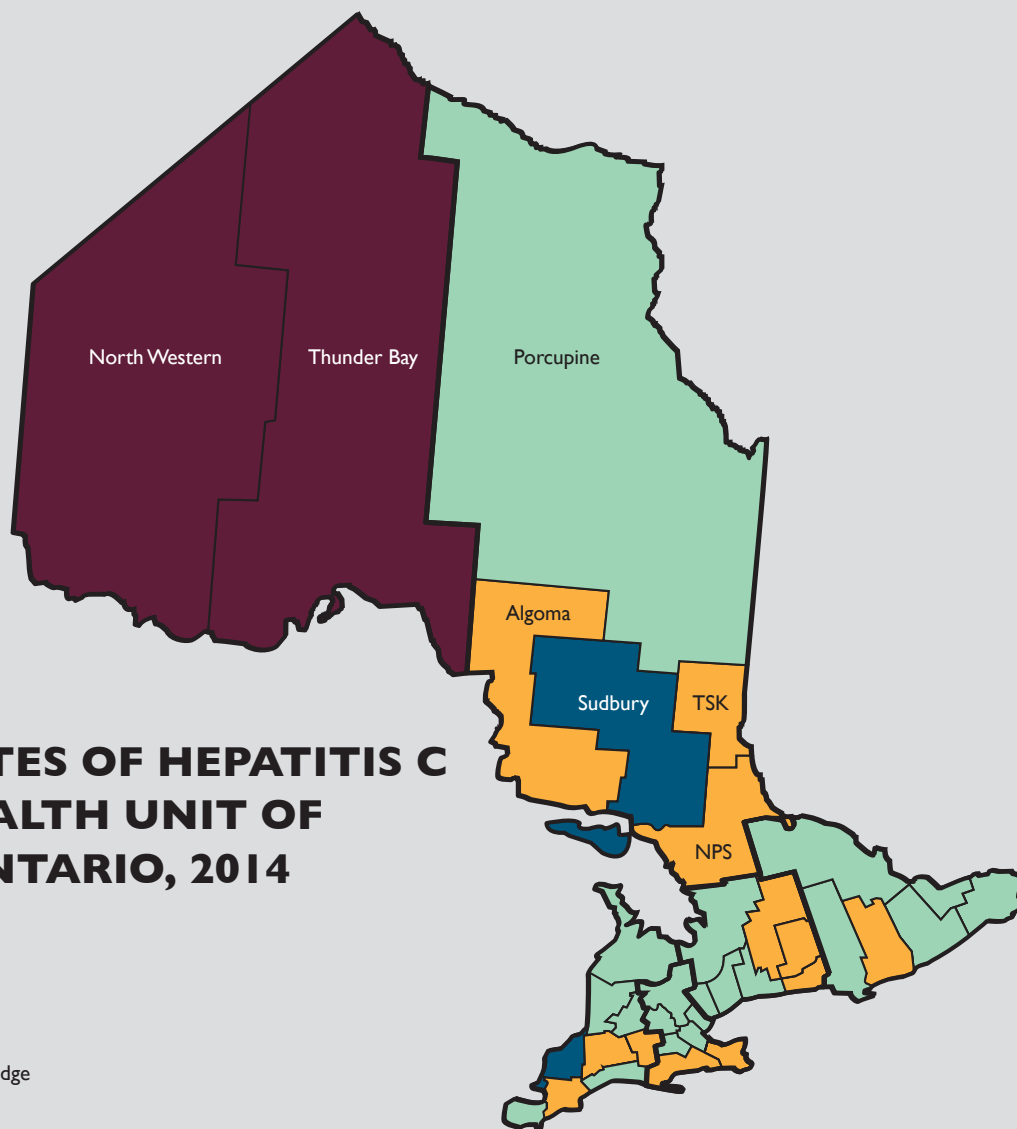 North Western
Thunder Bay
Porcupine
Algoma
Sudbury
TSK
TES OF HEPATITIS C
ALTH UNIT OF
NTARIO, 2014
NPS
dge